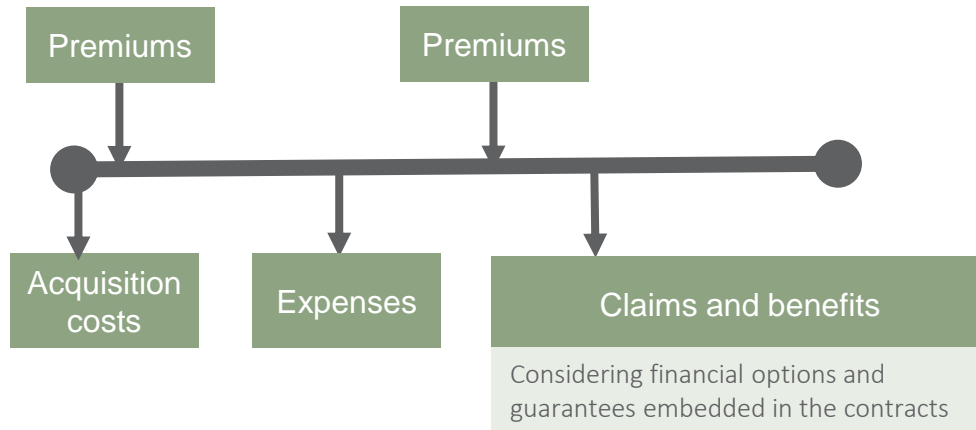 Premiums
Premiums
Acquisition
costs
Expenses
Claims and benefits
Considering financial options and
guarantees embedded in the contracts